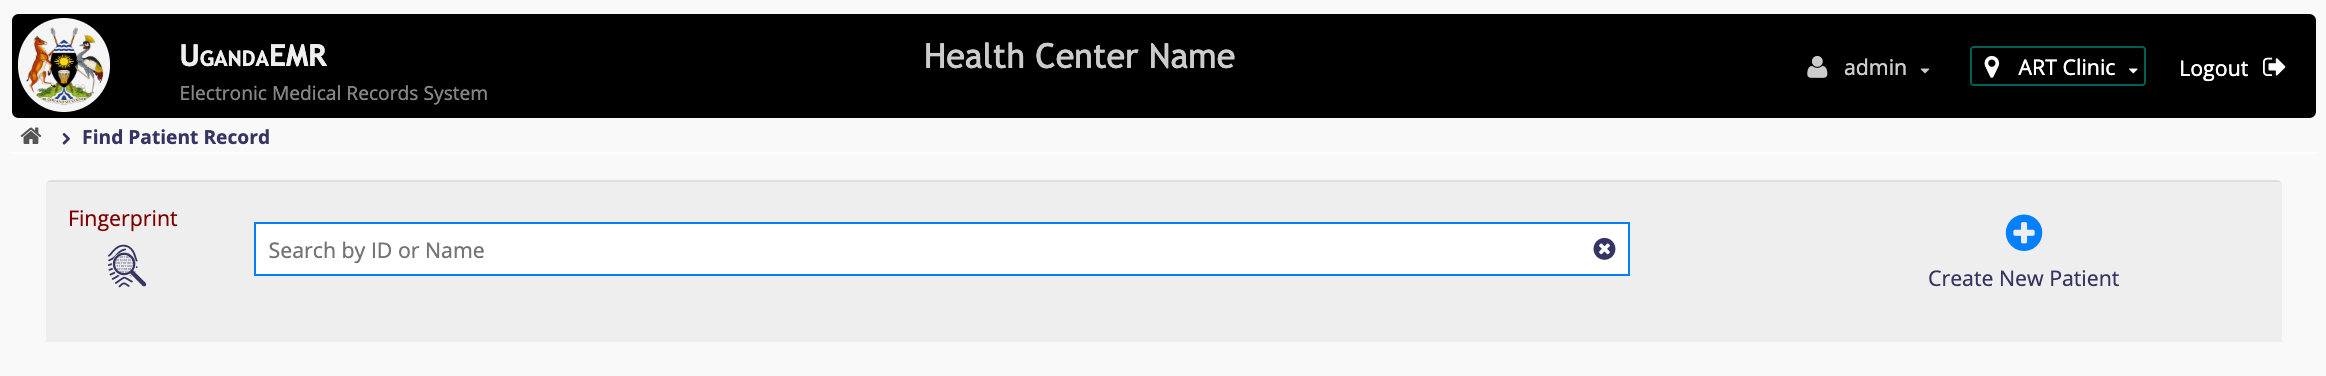 UgandaEMR
Electronic Medical Records System
Health Center Name
admin
ART Clinic
Logout
Find Patient Record
Fingerprint
Search by ID or Name
Create New Patient